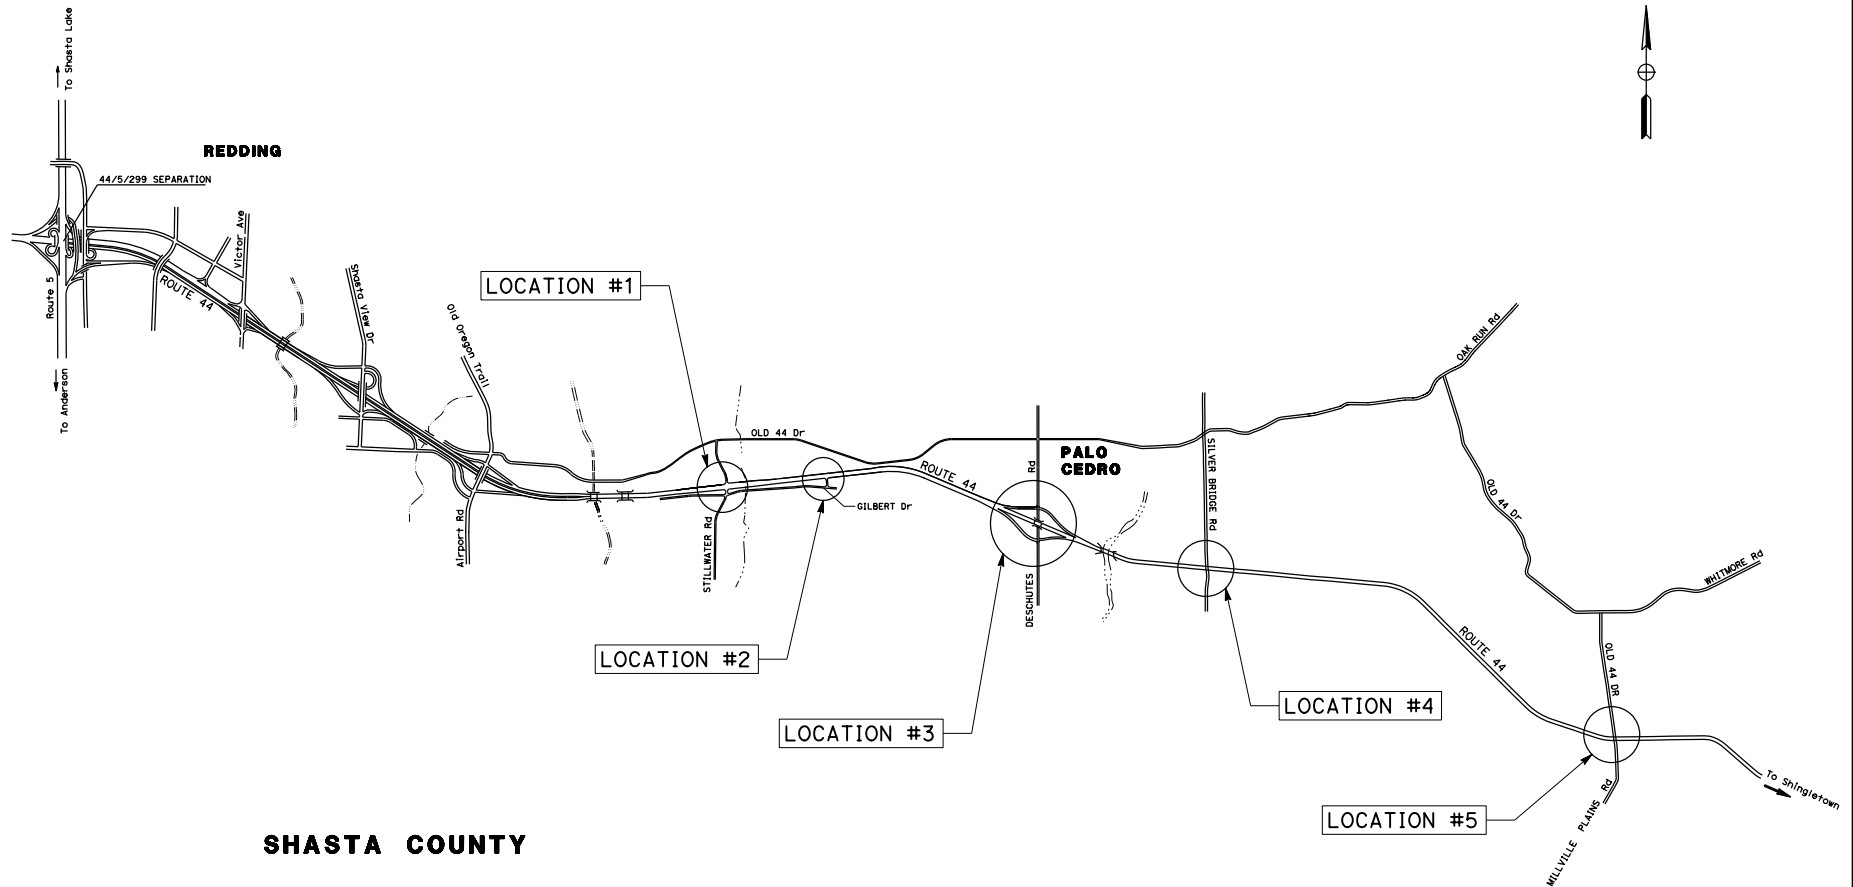 To Shasta Lake
REDDING
44/5/299 SEPARATION
Victor Ave
Route 5
ROUTE 44
Shasta View Dr
LOCATION #1
Old Oregon Trail
OAK RUN Rd
To Anderson
OLD 44 Dr
PALO
CEDRO
Rd
SILVER BRIDGE Rd
ROUTE 44
OLD 44 Dr
GILBERT Dr
Airport Rd
STILLWATER Rd
DESCHUTES
WHITMORE Rd
LOCATION #2
ROUTE 44
OLD 44 DR
LOCATION #4
LOCATION #3
To Shingletown
LOCATION #5
MILLVILLE PLAINS Rd
SHASTA COUNTY